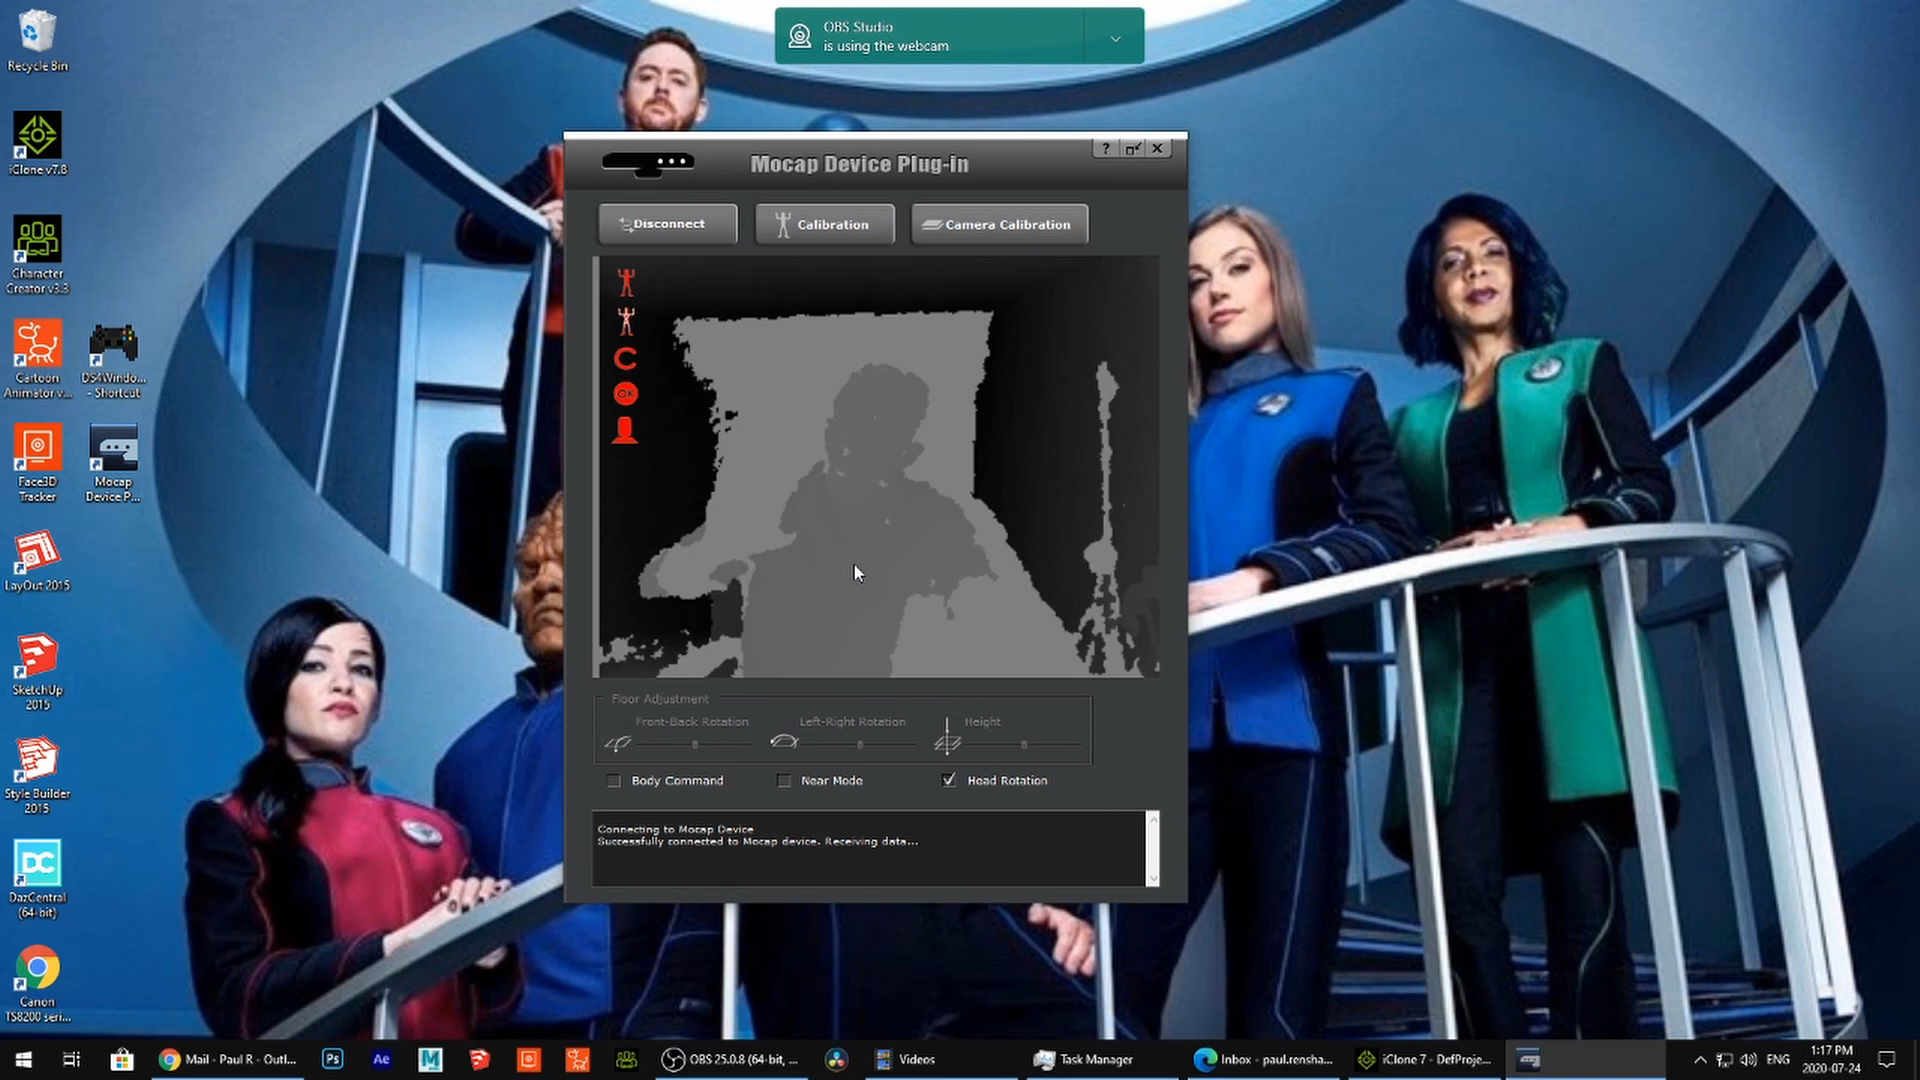 OBS Studio
is using the webcam
Recycle Bin
iClone v7.8
Character
Creator v3.3
Cartoon
Animator v...
DS4Windo...
- Shortcut
Face3D
Tracker
Mocap
Device P...
LayOut 2015
SketchUp
2015
Style Builder
2015
DC
DazCentral
(64-bit)
Canon
TS8200 seri...
Mocap Device Plug-in
?
Disconnect
Calibration
Camera Calibration
C
OK
Floor Adjustment
Front-Back Rotation
Left-Right Rotation
Height
Body Command
Near Mode
Head Rotation
Connecting to Mocap Device
Successfully connected to Mocap device. Receiving data...
Mail - Paul R - Outl...
Ps
Ae
M
OBS 25.0.8 (64-bit, ...
Videos
Task Manager
Inbox - paul.rensha...
iClone 7 - DefProje...
ENG
1:17 PM
2020-07-24